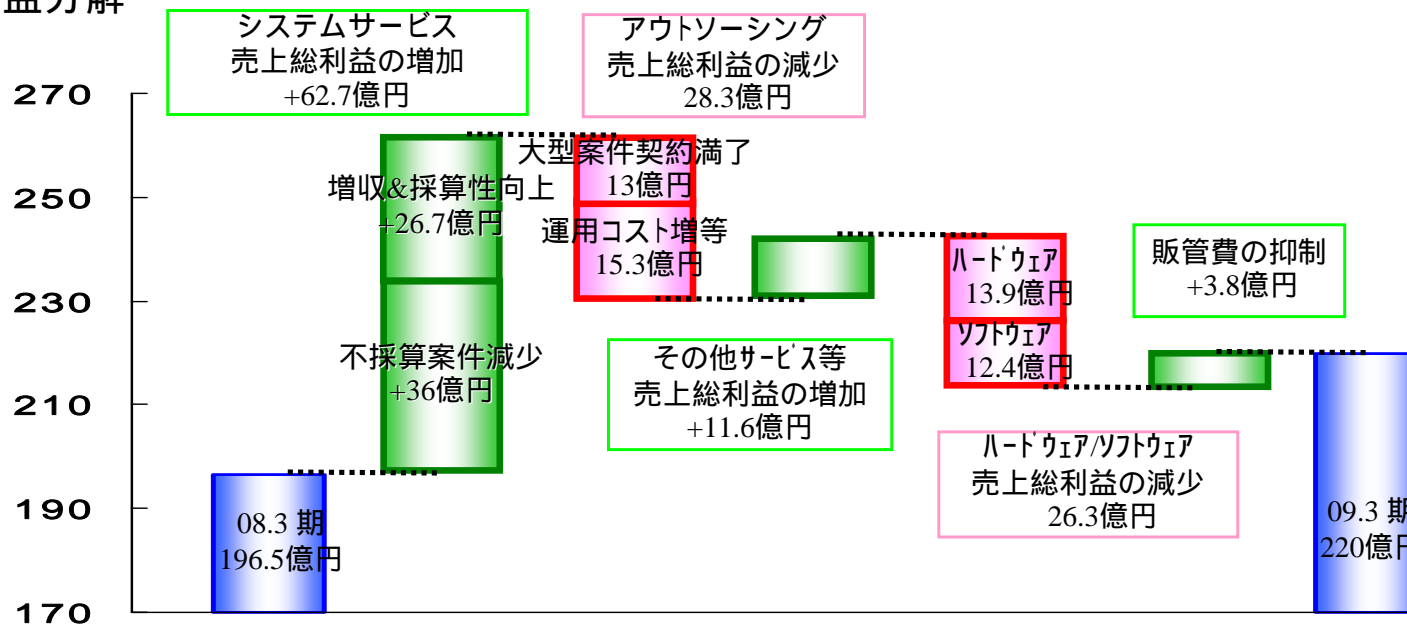 益分解
システムサービス
売上総利益の増加
+62.7億円
アウトソーシング
売上総利益の減少
28.3億円
270
250
230
210
190
170
増収&採算性向上
+26.7億円
不採算案件減少
+36億円
大型案件契約満了
13億円
運用コスト増等
15.3億円
ハードウェア
13.9億円
ソフトウェア
12.4億円
販管費の抑制
+3.8億円
その他サービス等
売上総利益の増加
+11.6億円
ハードウェア/ソフトウェア
売上総利益の減少
26.3億円
08.3 期
196.5億円
09.3 期
220億円